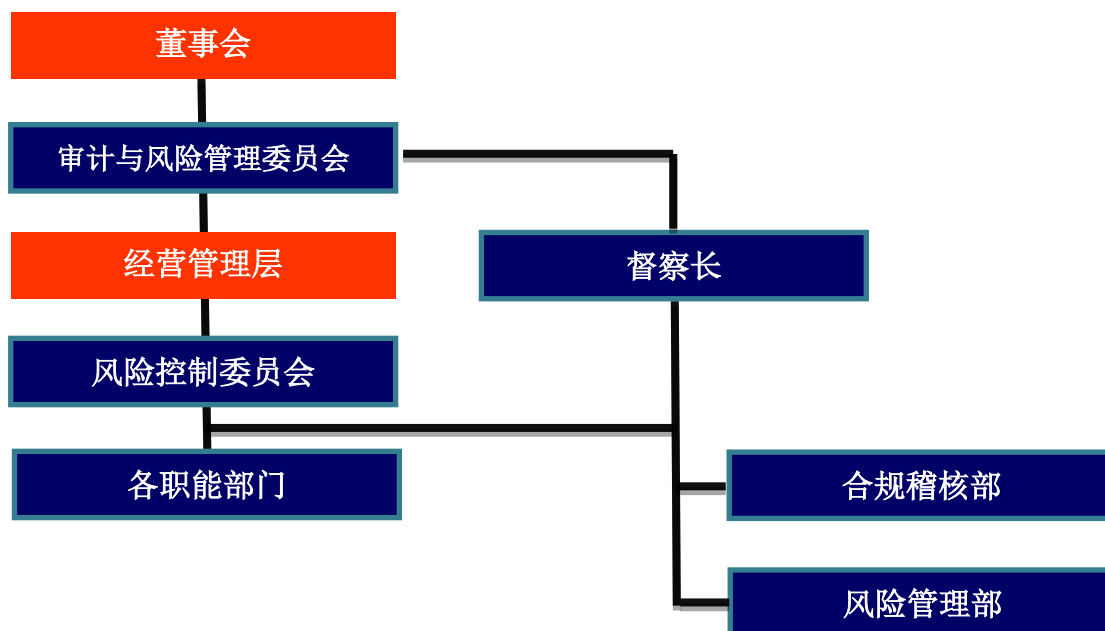 董事会
审计与风险管理委员会
经营管理层
督察长
风险控制委员会
各职能部门
合规稽核部
风险管理部